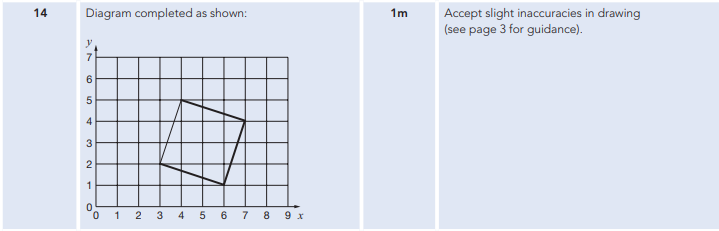 14
Diagram completed as shown:
1m
Accept slight inaccuracies in drawing
(see page 3 for guidance).
y
7
6
5
4
3
2
1
0
0 1 2 3 4 5 6 7 8 9 x